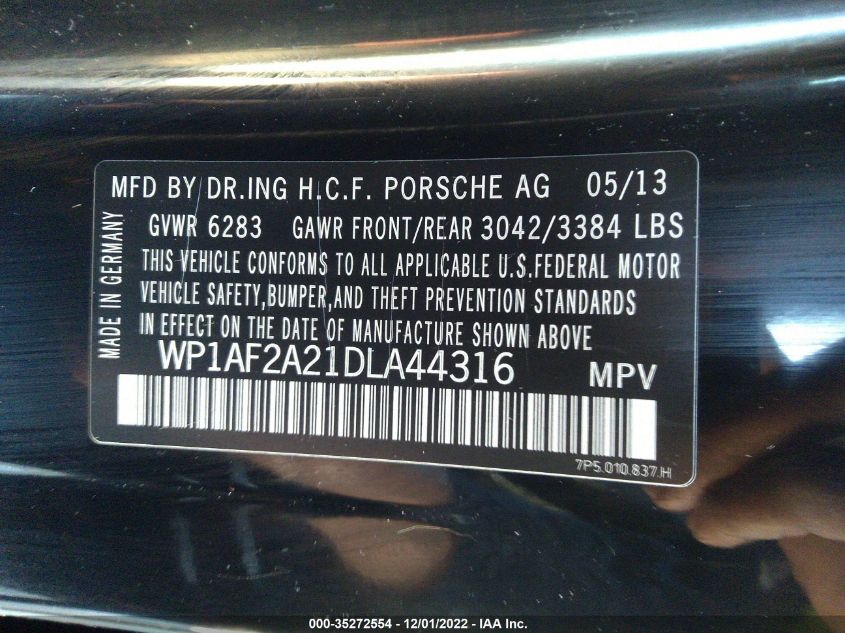 MFD BY DR.ING H.C.F. PORSCHE AG 05/13
GVWR 6283 GAWR FRONT/REAR 3042/3384 LBS
THIS VEHICLE CONFORMS TO ALL APPLICABLE U.S.FEDERAL MOTOR
VEHICLE SAFETY,BUMPER,AND THEFT PREVENTION STANDARDS
IN EFFECT ON THE DATE OF MANUFACTURE SHOWN ABOVE
MADE IN GERMANY
WP1AF2A21DLA44316 MPV
7P5.010.837.H
000-35272554 - 12/01/2022 - IAA Inc.